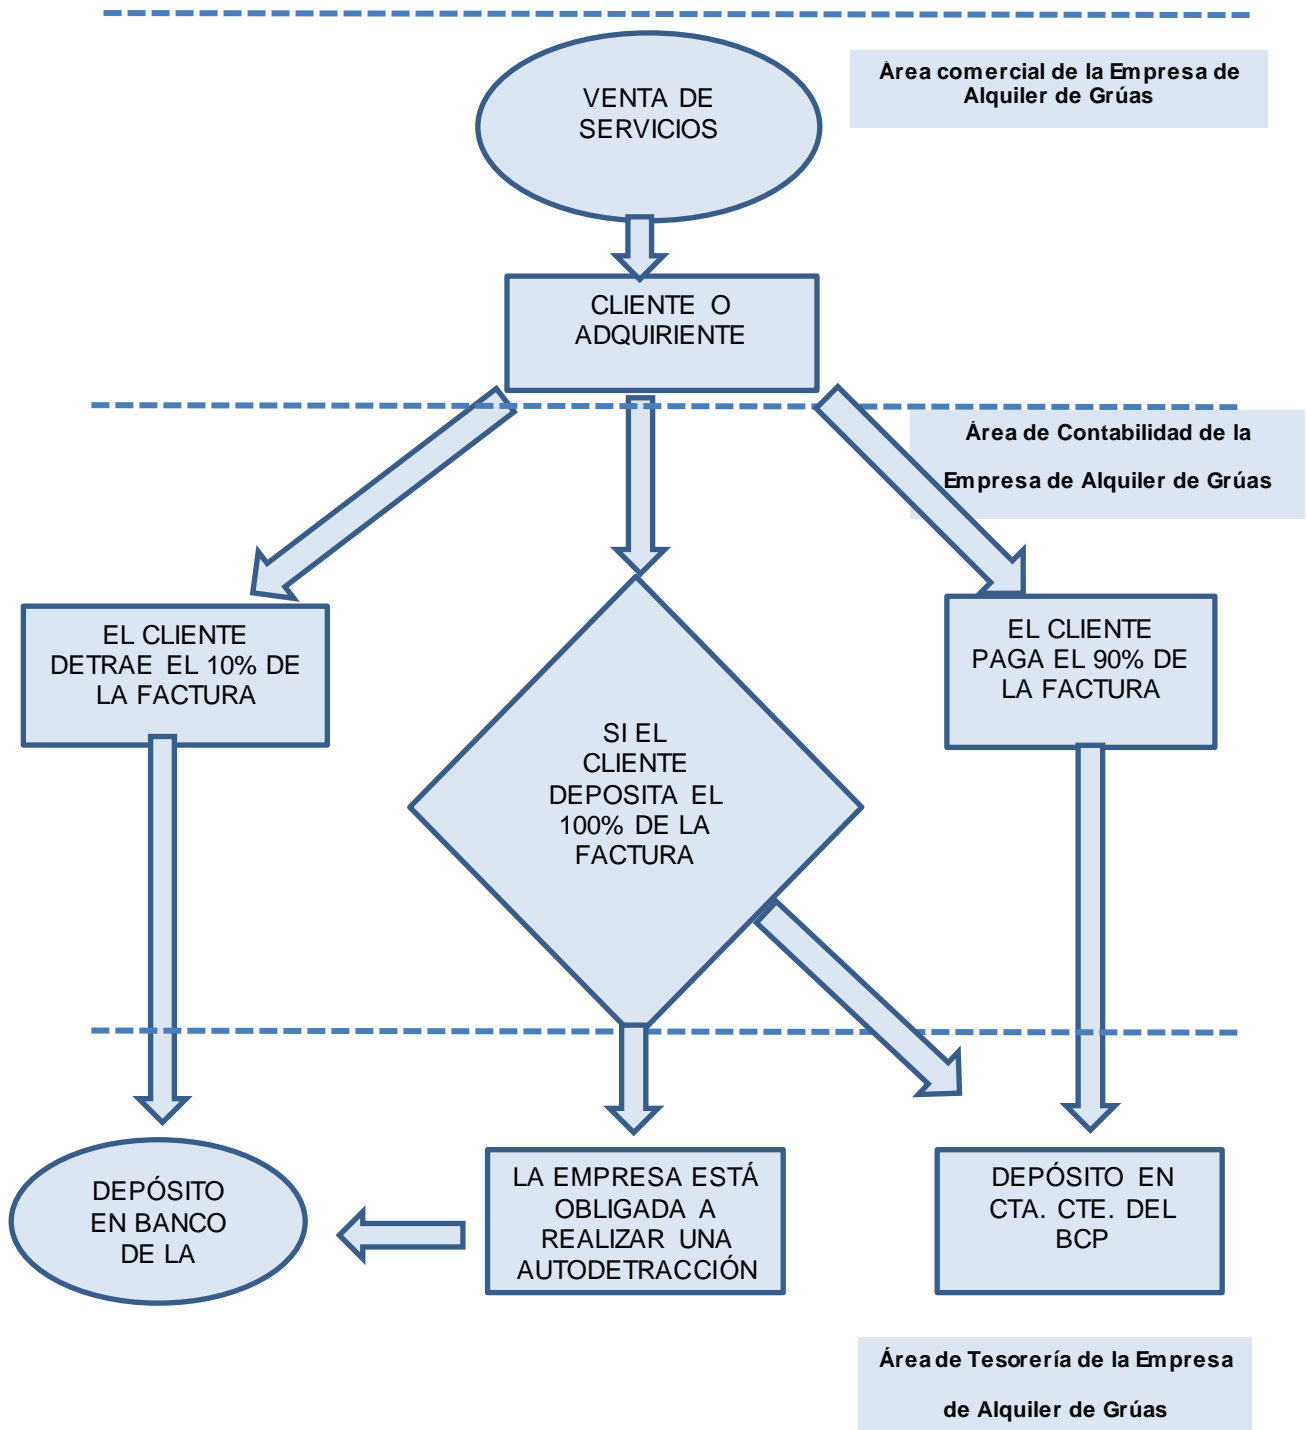 VENTA DE
SERVICIOS
Área comercial de la Empresa de
Alquiler de Grúas
CLIENTE O
ADQUIRIENTE
Área de Contabilidad de la
Empresa de Alquiler de Grúas
EL CLIENTE
DETRAE EL 10% DE
LA FACTURA
SI EL
CLIENTE
DEPOSITA EL
100% DE LA
FACTURA
EL CLIENTE
PAGA EL 90% DE
LA FACTURA
DEPÓSITO
EN BANCO
DE LA
LA EMPRESA ESTÁ
OBLIGADA A
REALIZAR UNA
AUTODETRACCIÓN
DEPÓSITO EN
CTA. CTE. DEL
BCP
Área de Tesorería de la Empresa
de Alquiler de Grúas